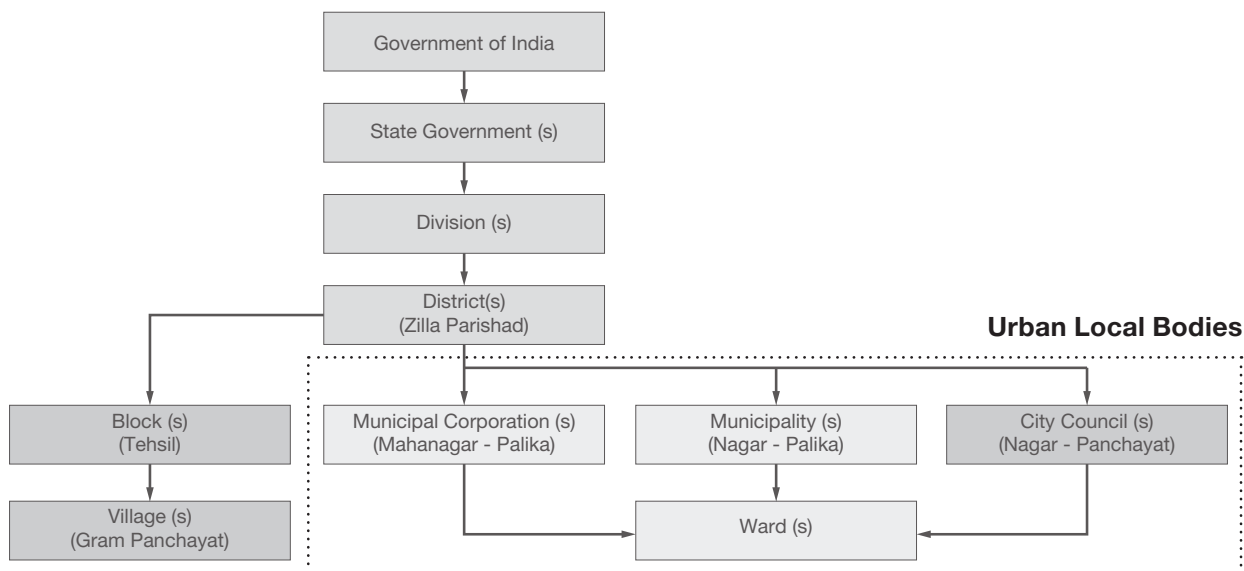 Government of India
State Government (s)
Division (s)
District(s)
(Zilla Parishad)
Urban Local Bodies
Block (s)
(Tehsil)
Municipal Corporation (s)
(Mahanagar - Palika)
Municipality (s)
(Nagar - Palika)
City Council (s)
(Nagar - Panchayat)
Village (s)
(Gram Panchayat)
Ward (s)